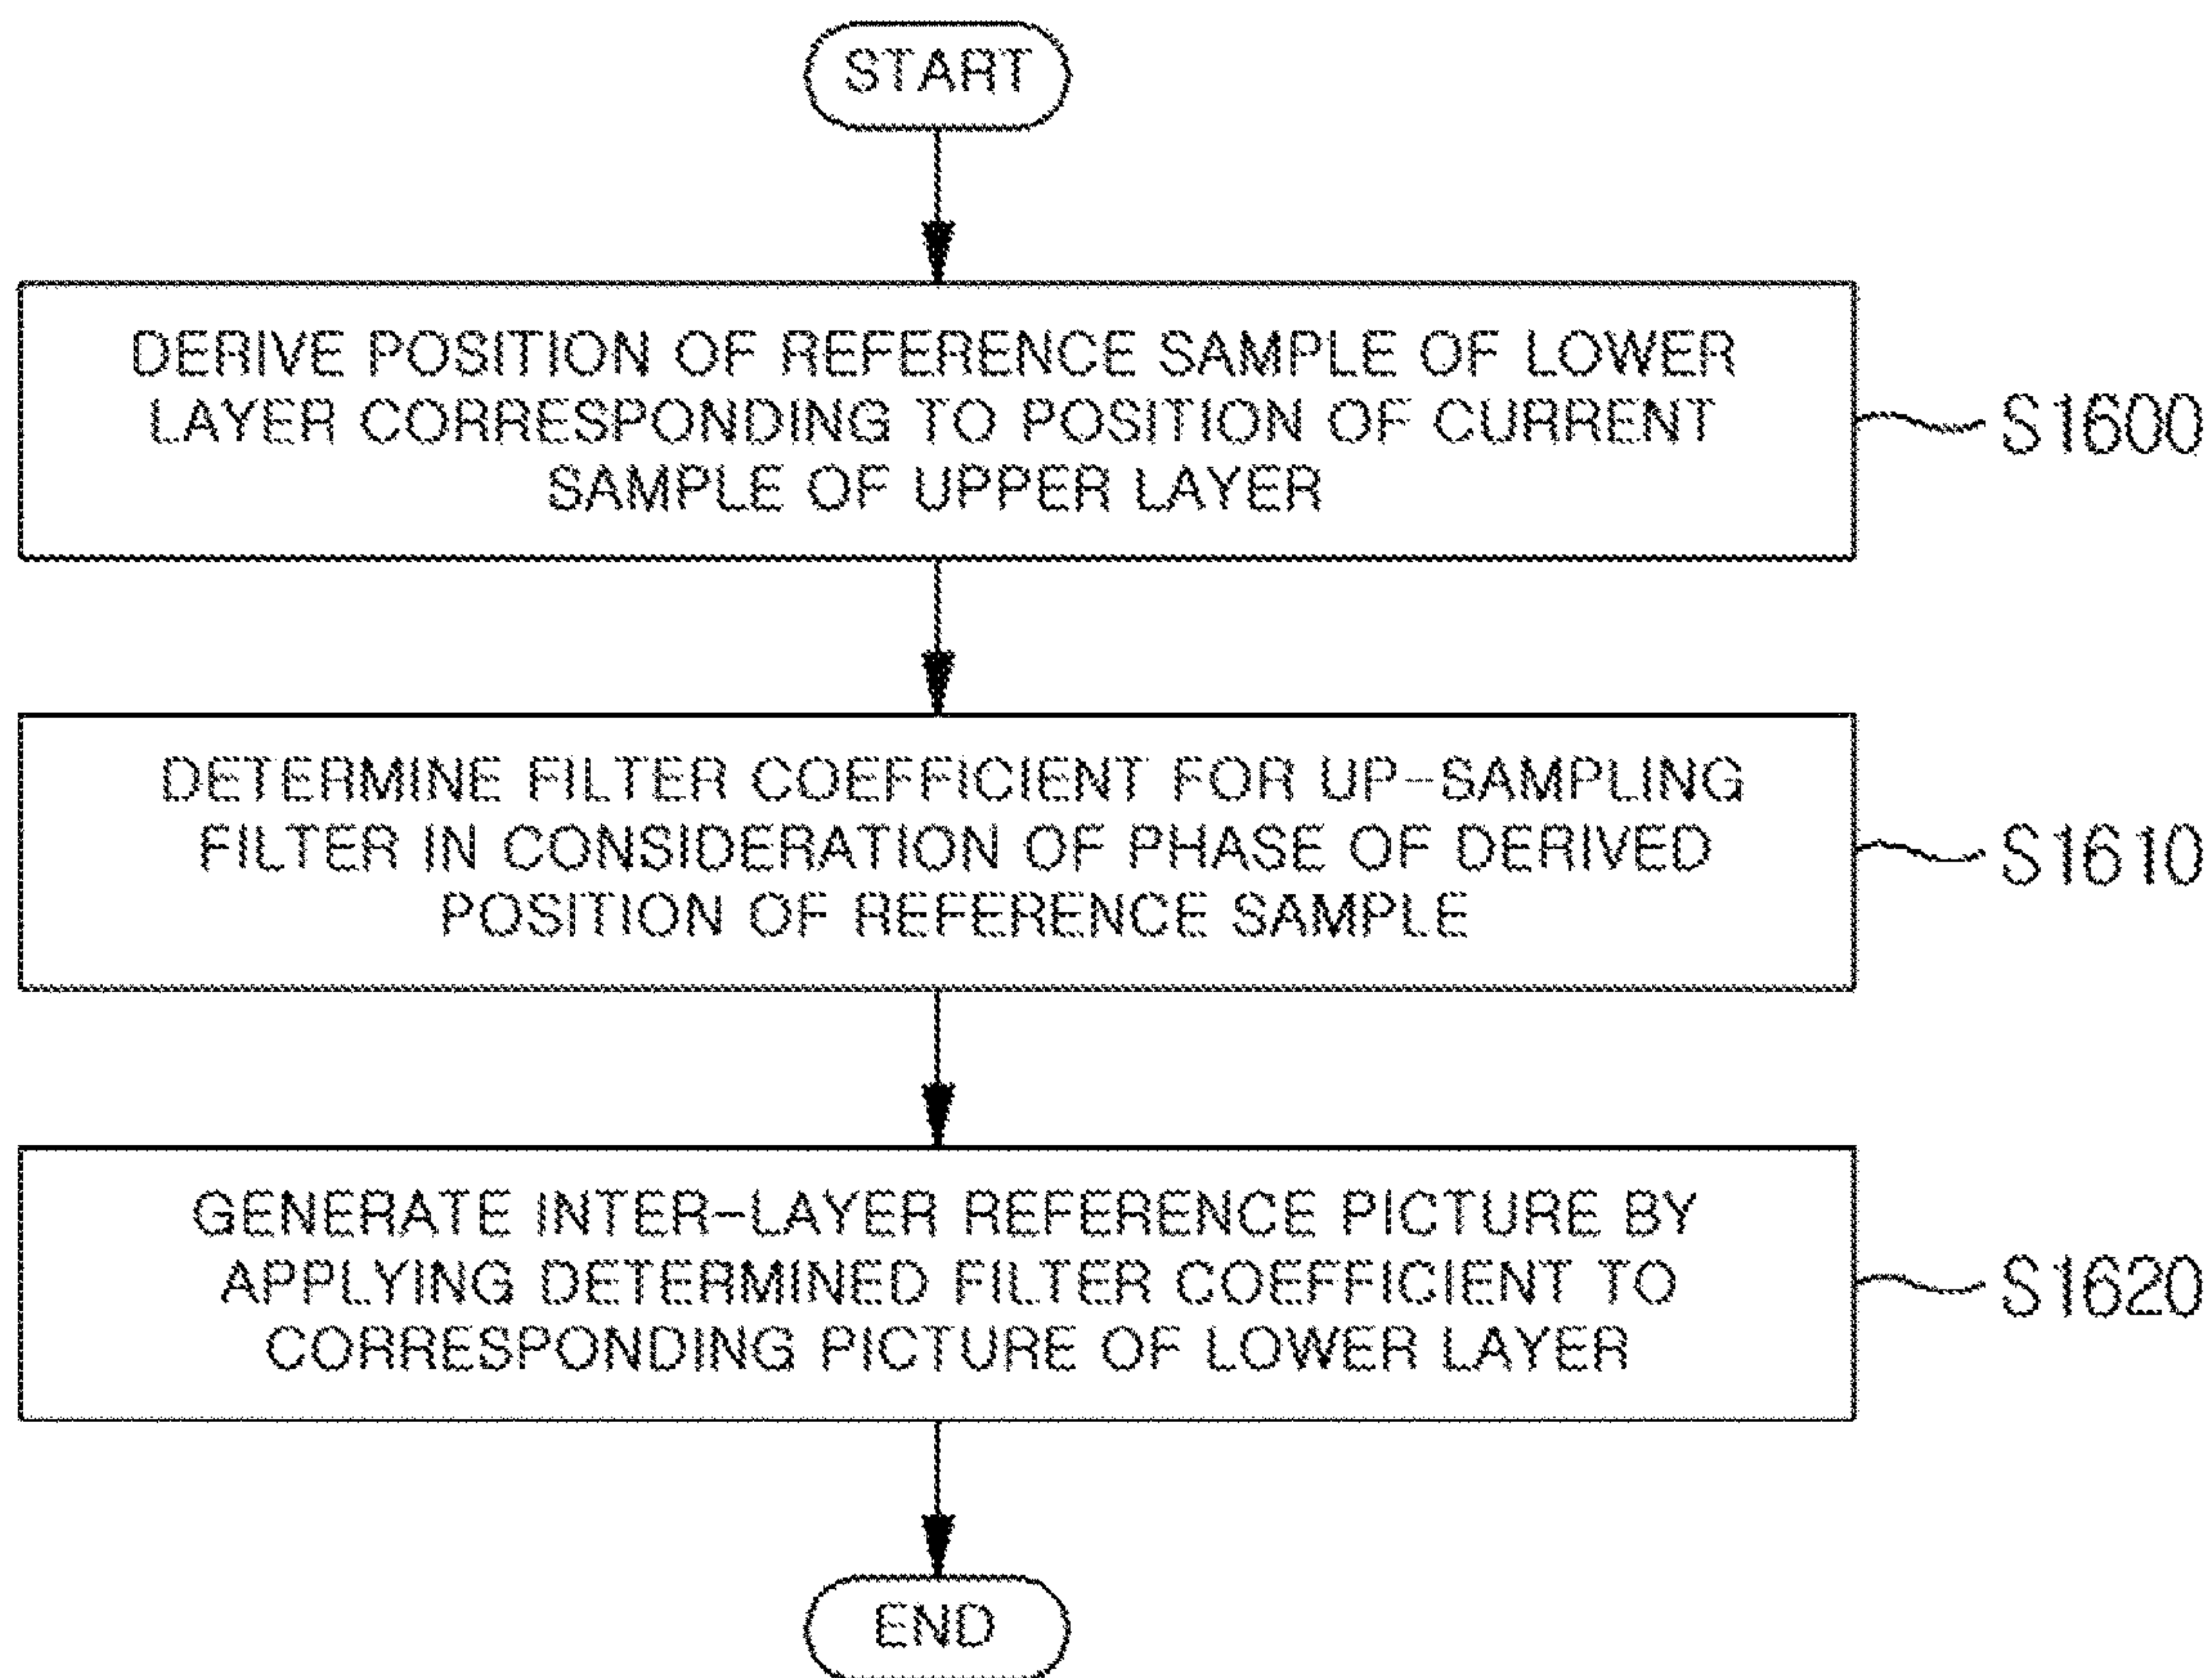 START
DERIVE POSITION OF REFERENCE SAMPLE OF LOWER
LAYER CORRESPONDING TO POSITION OF CURRENT
SAMPLE OF UPPER LAYER
S1600
DETERMINE FILTER COEFFICIENT FOR UP-SAMPLING
FILTER IN CONSIDERATION OF PHASE OF DERIVED
POSITION OF REFERENCE SAMPLE
S1610
GENERATE INTER-LAYER REFERENCE PICTURE BY
APPLYING DETERMINED FILTER COEFFICIENT TO
CORRESPONDING PICTURE OF LOWER LAYER
S1620
END